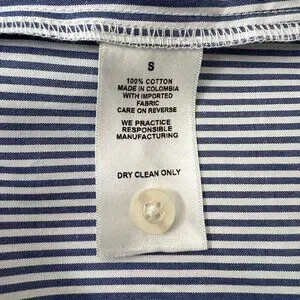 S
100% COTTON
MADE IN COLOMBIA
WITH IMPORTED
FABRIC
CARE ON REVERSE
WE PRACTICE
RESPONSIBLE
MANUFACTURING
DRY CLEAN ONLY